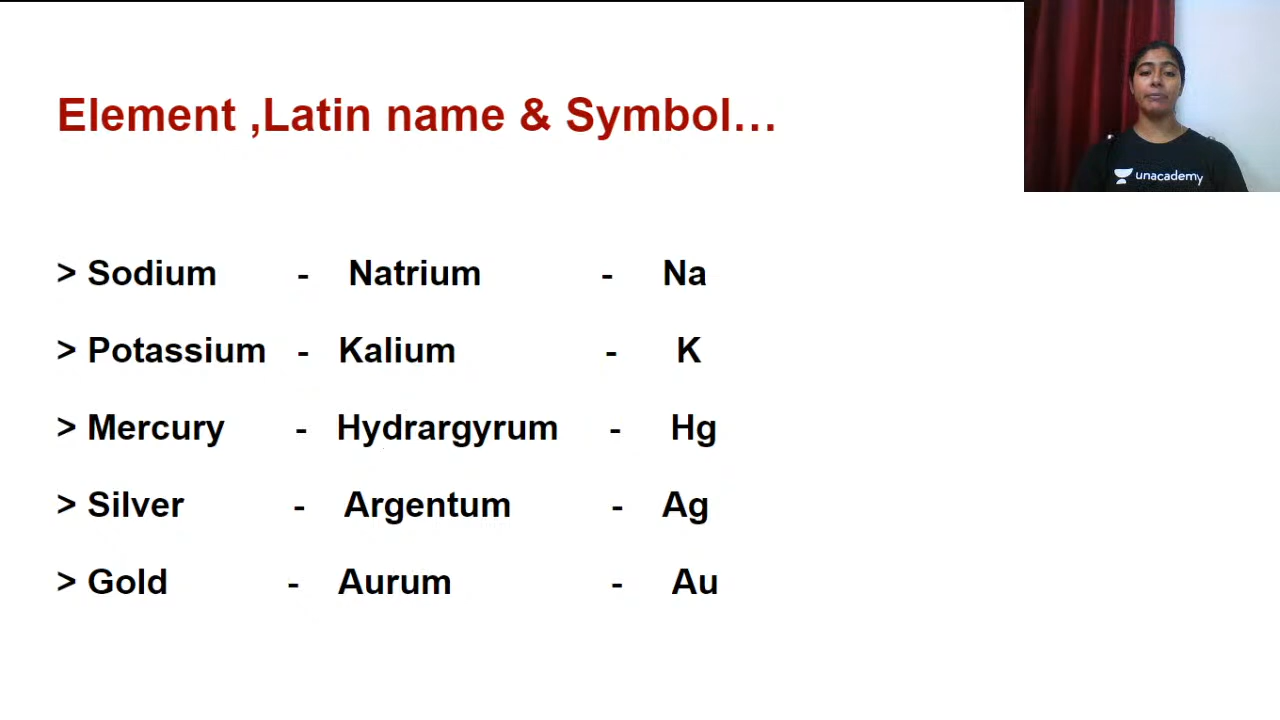 Element ,Latin name & Symbol…
unacademy
> Sodium - Natrium - Na
> Potassium - Kalium - K
> Mercury - Hydrargyrum - Hg
> Silver - Argentum - Ag
> Gold - Aurum - Au